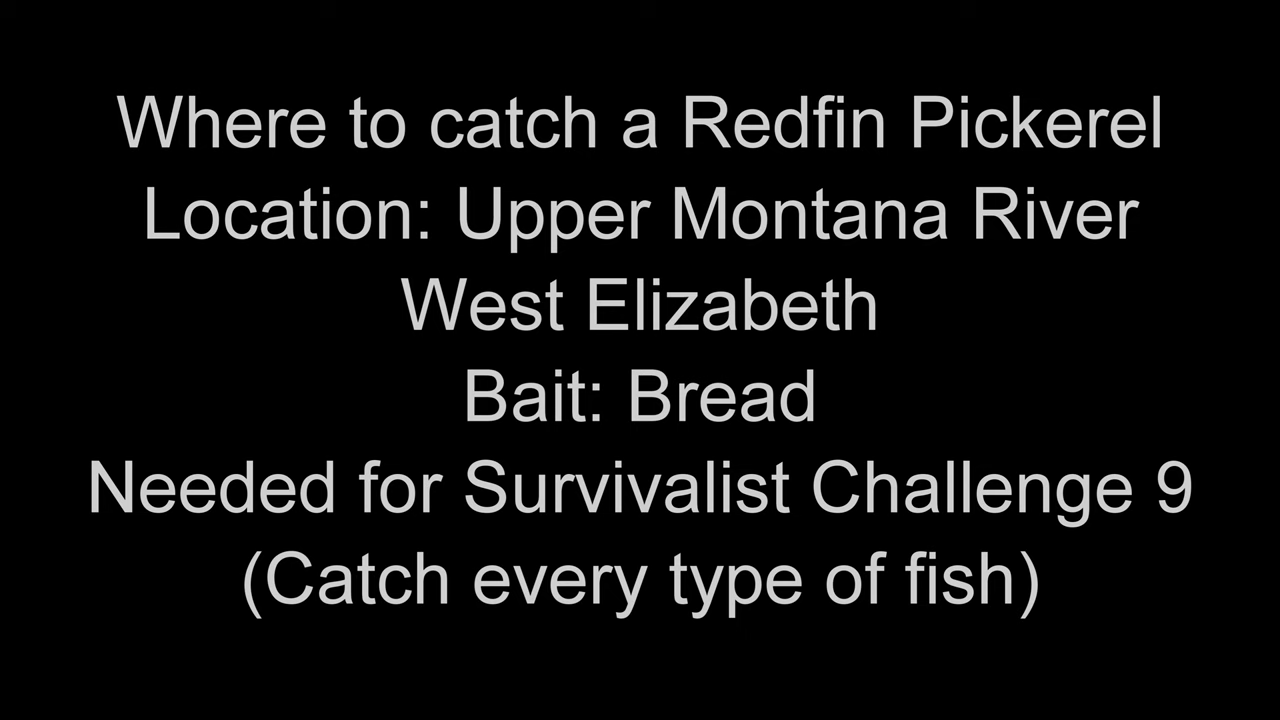 Where to catch a Redfin Pickerel
Location: Upper Montana River
West Elizabeth
Bait: Bread
Needed for Survivalist Challenge 9
(Catch every type of fish)